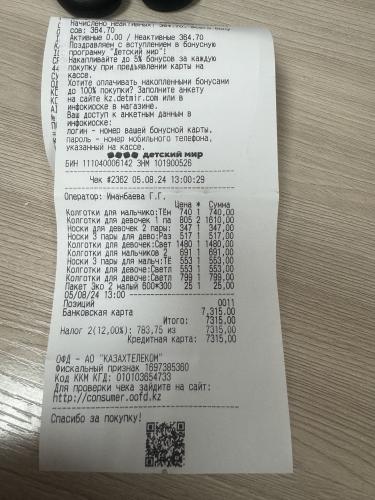 Начислено неактивных: 364.70. Всего бону
сов: 364.70
Активные 0.00 / Неактивные 364.70
Поздравляем с вступлением в бонусную
программу "Детский мир"!
Накапливайте до 5% бонусов за каждую
покупку при предъявлении карты на
кассе.
Хотите оплачивать накопленными бонусами
до 100% покупки? Заполните анкету
на сайте kz.detmir.com или в
инфокиоске в магазине.
Ваш доступ к анкетным данным в
инфокиоске:
логин - номер вашей бонусной карты,
пароль - номер мобильного телефона,
указанный на кассе.
детский мир
БИН 111040006142 ЗНМ 101900526
Чек #2362 05.08.24 13:00:29
Оператор: Иманбаева Г.Г.
Цена * Сумма
Колготки для мальчико:ТЕм 740 1 740,00
Колготки для девочек 1 па 805 2 1610,00
Носки для девочек 2 пары: 347 1 347,00
Носки 3 пары для дево:Раз 517 1 517,00
Колготки для девочек:Свет 1480 1 1480,00
Колготки для мальчиков 2 691 1 691,00
Носки 3 пары для мальч:ТЕ 553 1 553,00
Колготки для девоче:Светл 553 1 553,00
Колготки для девоче:Светл 799 1 799,00
Пакет Эко 2 малый 600*300 25 1 25,00
05/08/24 13:00
Позиций 0011
Банковская карта 7,315.00
Итого: 7315,00
Налог 2(12,00%): 783,75 из 7315,00
Кредитная карта: 7315,00
ОФД - АО "КАЗАХТЕЛЕКОМ"
Фискальный признак 1697385360
Код ККМ КГД: 010103654733
Для проверки чека зайдите на сайт:
http://consumer.oofd.kz
Спасибо за покупку!